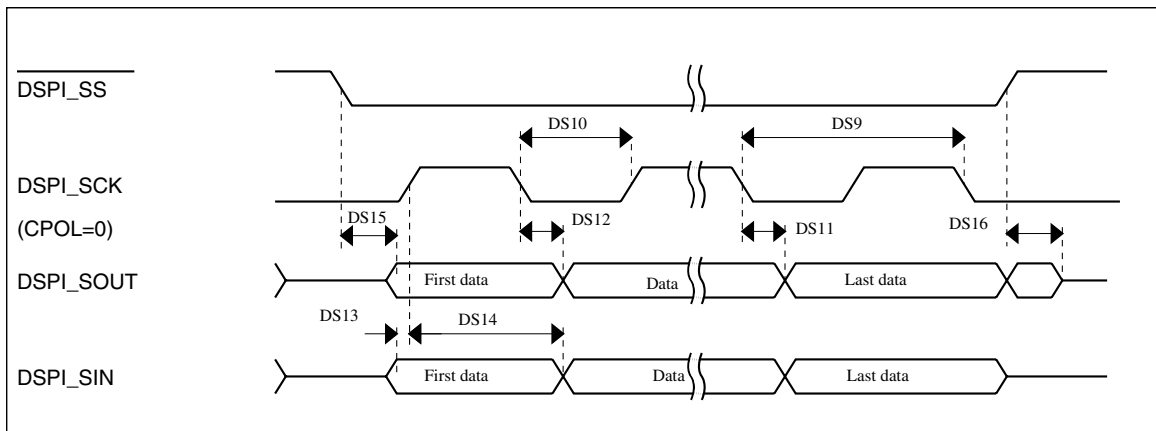 DSPI_SS
DS10
DS9
DSPI_SCK
(CPOL=0)
DS15
DS12
DS11
DS16
DSPI_SOUT
First data
Data
Last data
DS13
DS14
DSPI_SIN
First data
Data
Last data